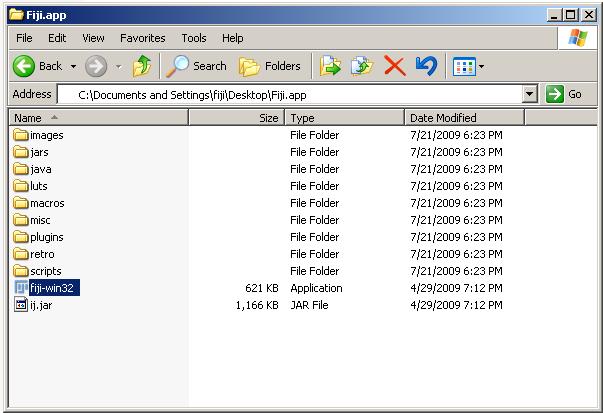 Fiji.app
File Edit View Favorites Tools Help
Back Search Folders
Address C:\Documents and Settings\fiji\Desktop\Fiji.app Go
Name Size Type Date Modified
images File Folder 7/21/2009 6:23 PM
jars File Folder 7/21/2009 6:23 PM
java File Folder 7/21/2009 6:23 PM
luts File Folder 7/21/2009 6:23 PM
macros File Folder 7/21/2009 6:23 PM
misc File Folder 7/21/2009 6:23 PM
plugins File Folder 7/21/2009 6:23 PM
retro File Folder 7/21/2009 6:23 PM
scripts File Folder 7/21/2009 6:23 PM
fiji-win32 621 KB Application 4/29/2009 7:12 PM
ij.jar 1,166 KB JAR File 4/29/2009 7:12 PM